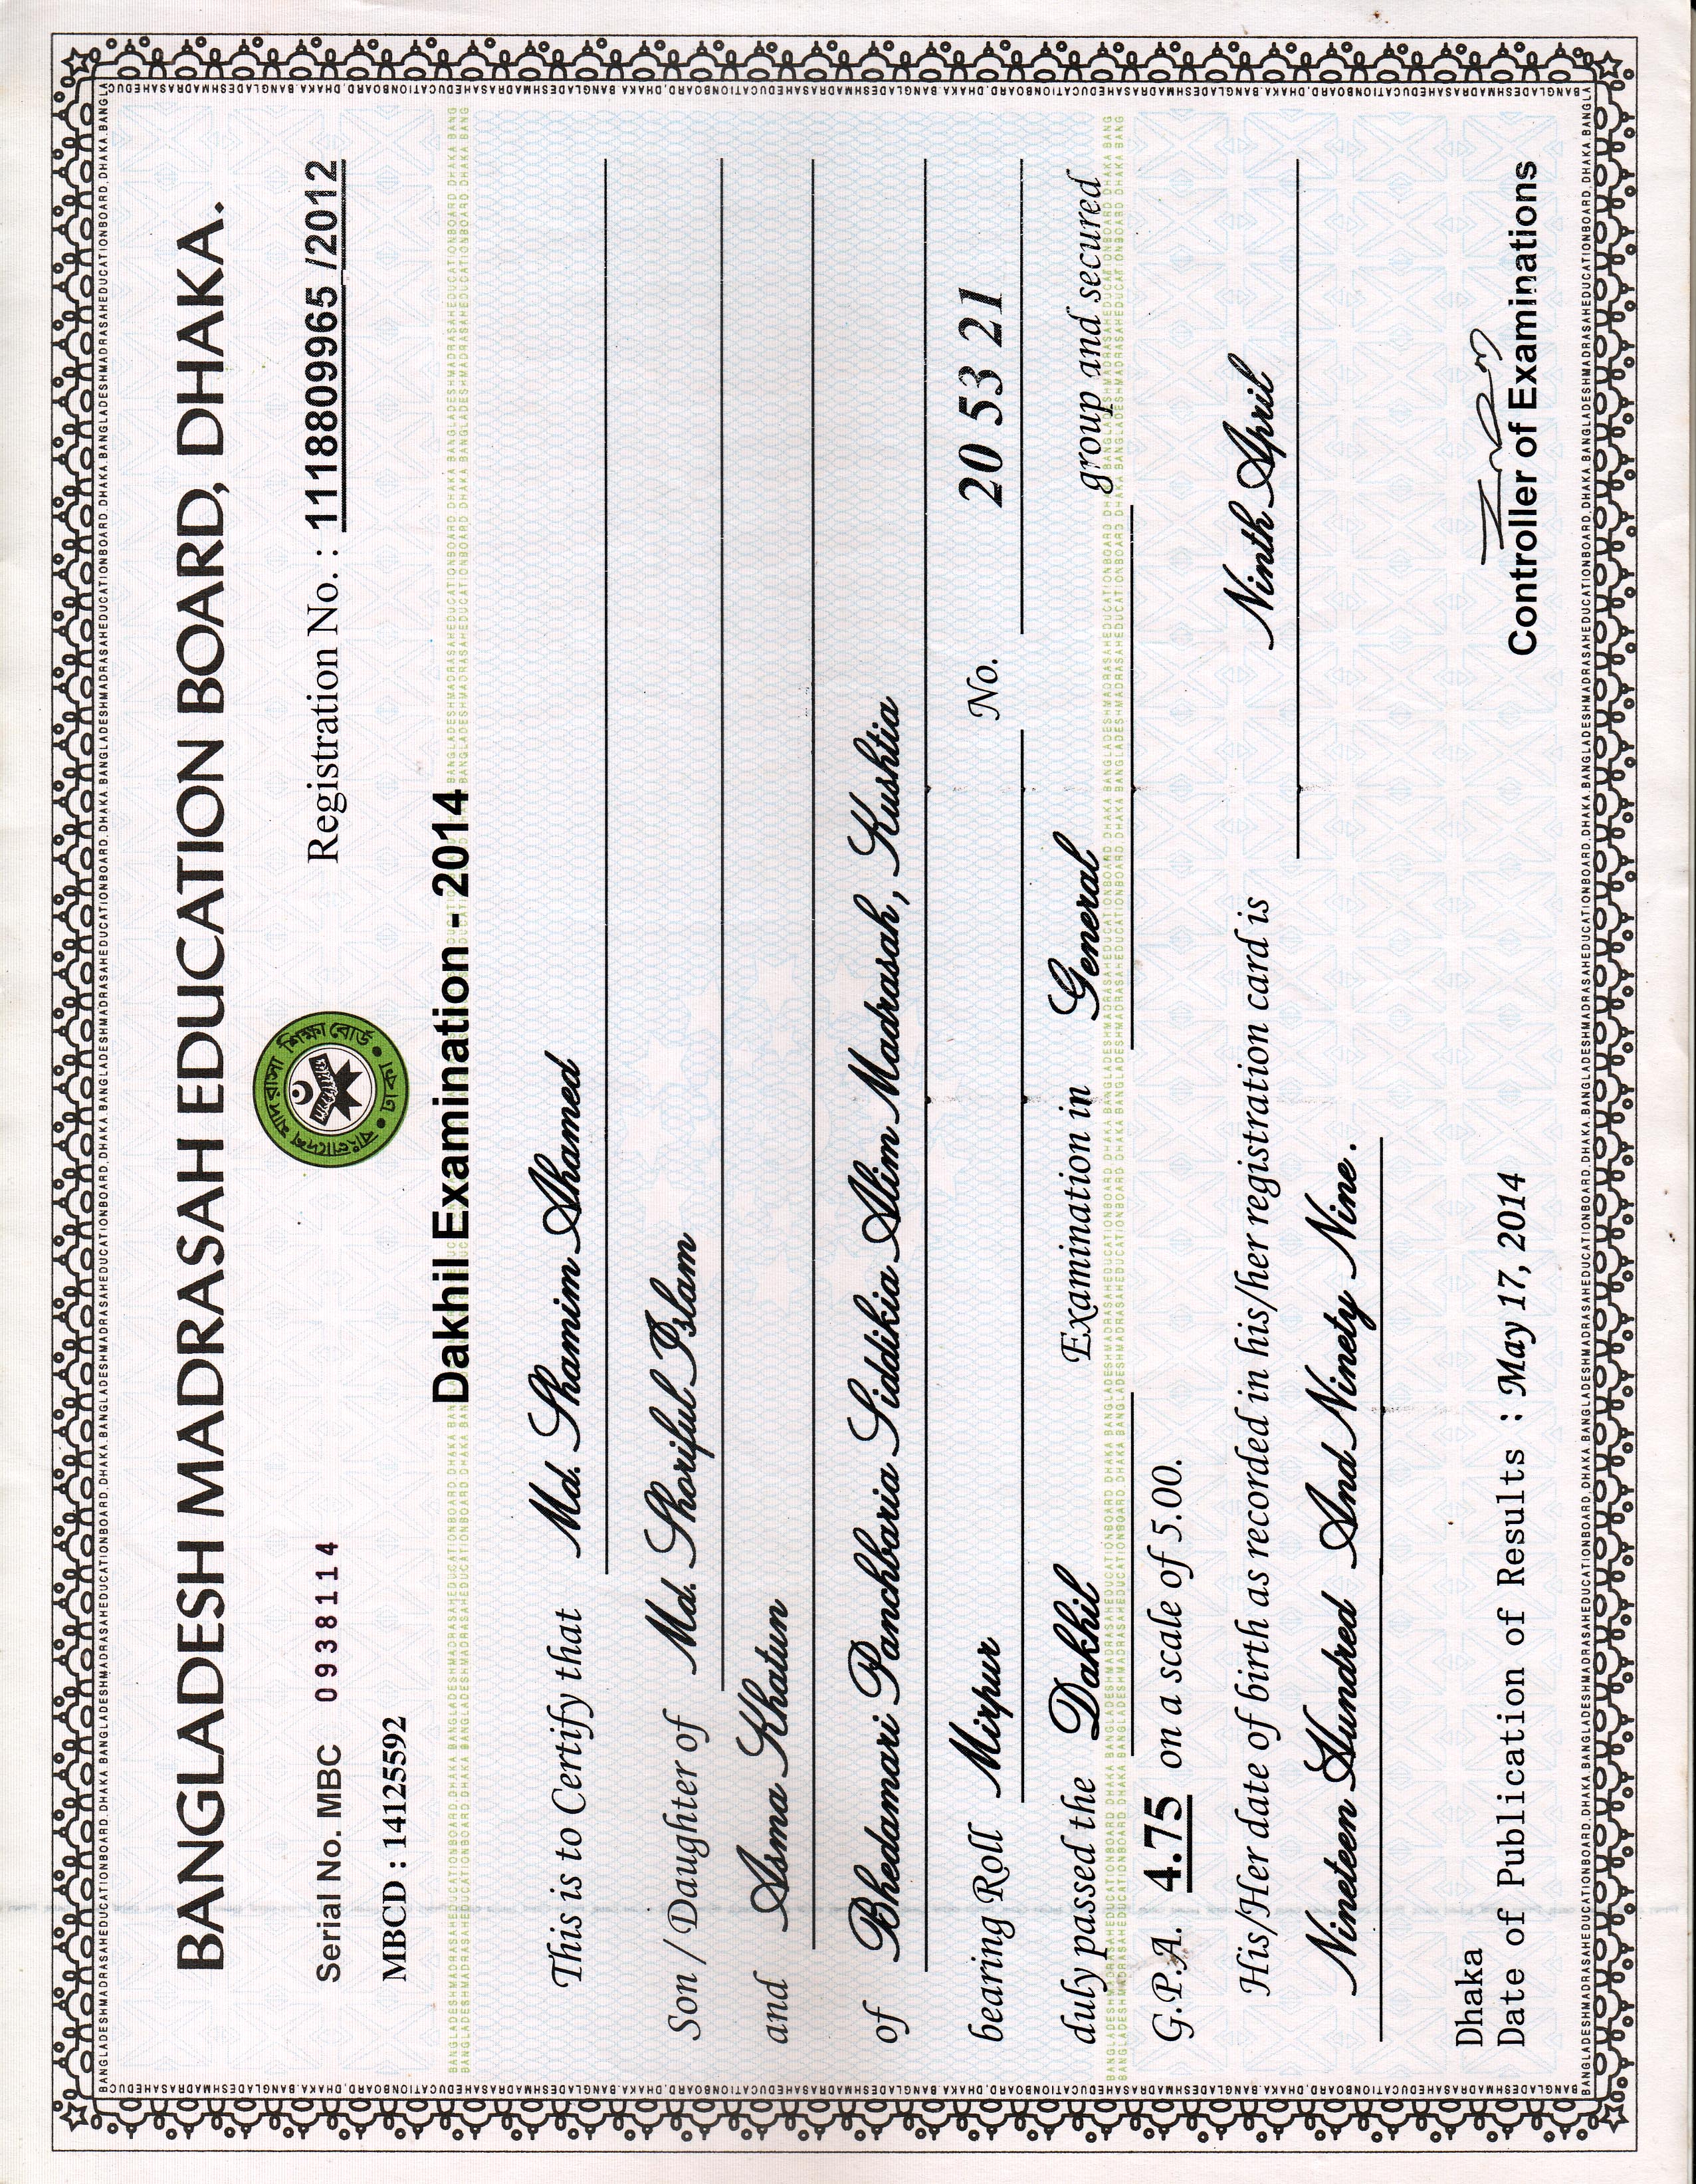 BANGLADESH MADRASAH EDUCATION BOARD, DHAKA.
Serial No. MBC 0938114
Registration No. : 1118809965 /2012
MBCD : 14125592
বাংলাদেশ মাদরাসা শিক্ষা বোর্ড • ঢাকা •
Dakhil Examination - 2014
This is to Certify that Md. Shamim Ahamed
Son / Daughter of Md. Shoriful Islam
and Asma Khatun
of Bhedamari Panchbaria Siddikia Alim Madrasah, Kushtia
bearing Roll Mirpur No. 20 53 21
duly passed the Dakhil Examination in General group and secured
G.P.A. 4.75 on a scale of 5.00.
His/Her date of birth as recorded in his/her registration card is Ninth April
Nineteen Hundred And Ninety Nine.
Dhaka
Date of Publication of Results : May 17, 2014
Controller of Examinations